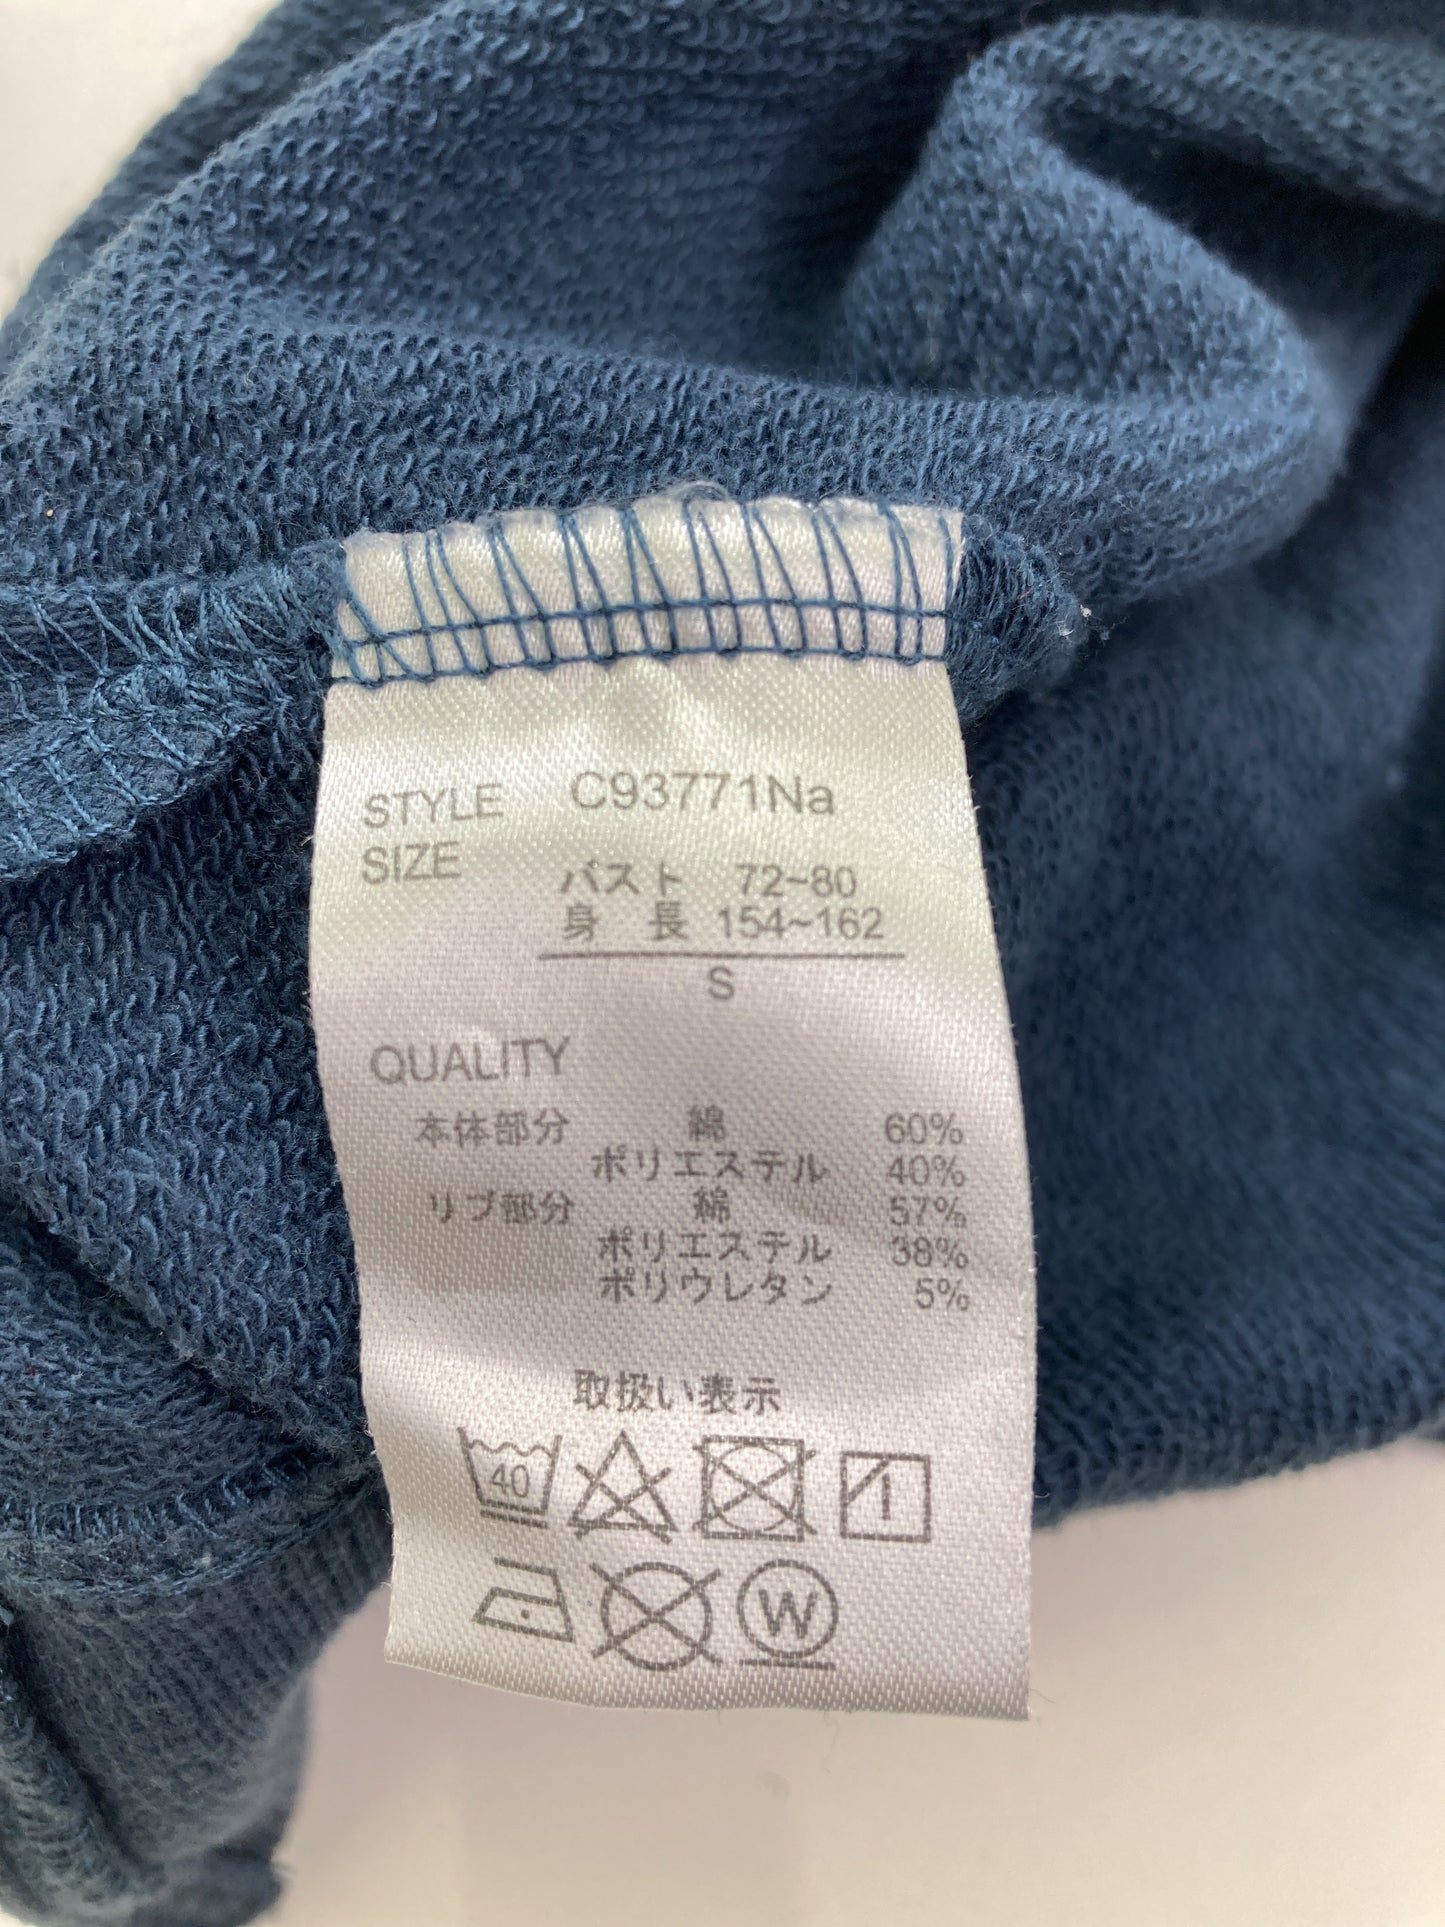 STYLE C93771Na
SIZE
バスト 72~80
身 長 154~162
S
QUALITY
本体部分 綿 60%
ポリエステル 40%
リブ部分 綿 57%
ポリエステル 38%
ポリウレタン 5%
取扱い表示
40
W